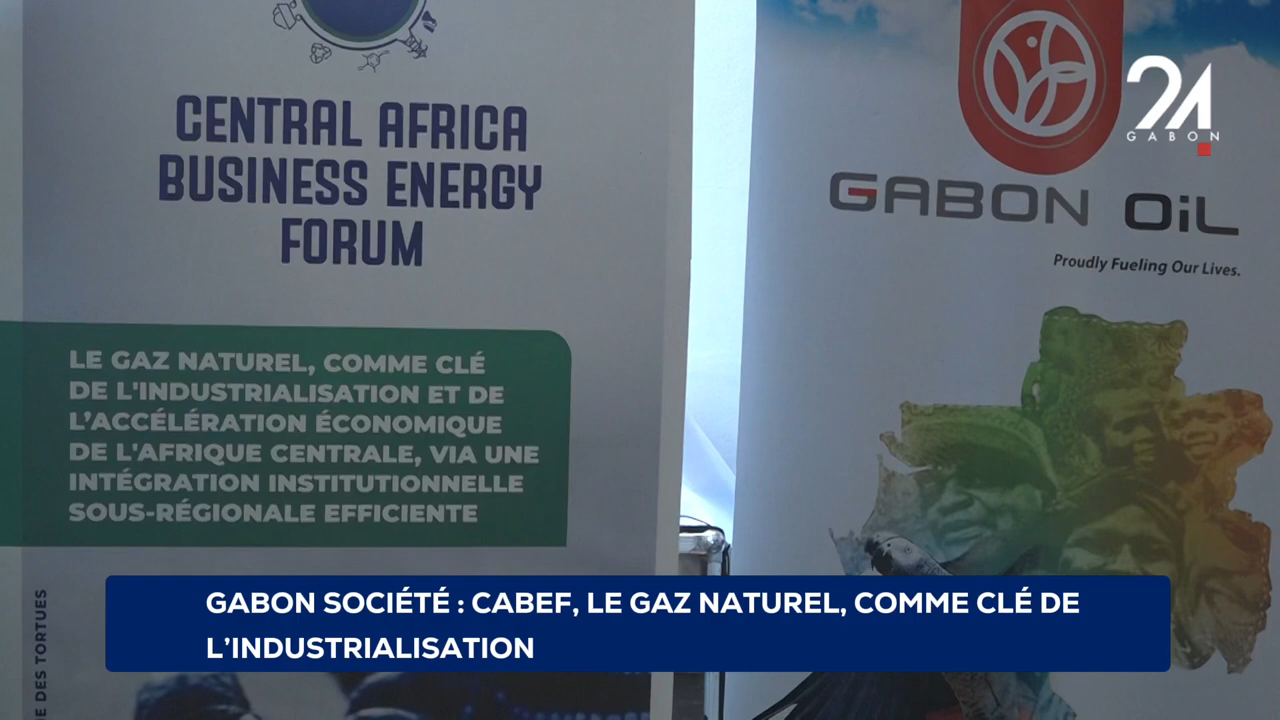 CENTRAL AFRICA
BUSINESS ENERGY
FORUM
LE GAZ NATUREL, COMME CLÉ
DE L'INDUSTRIALISATION ET DE
L'ACCÉLÉRATION ÉCONOMIQUE
DE L'AFRIQUE CENTRALE, VIA UNE
INTÉGRATION INSTITUTIONNELLE
SOUS-RÉGIONALE EFFICIENTE
DES TORTUES
GABON OiL
Proudly Fueling Our Lives.
24
GABON
GABON SOCIÉTÉ : CABEF, LE GAZ NATUREL, COMME CLÉ DE
L'INDUSTRIALISATION